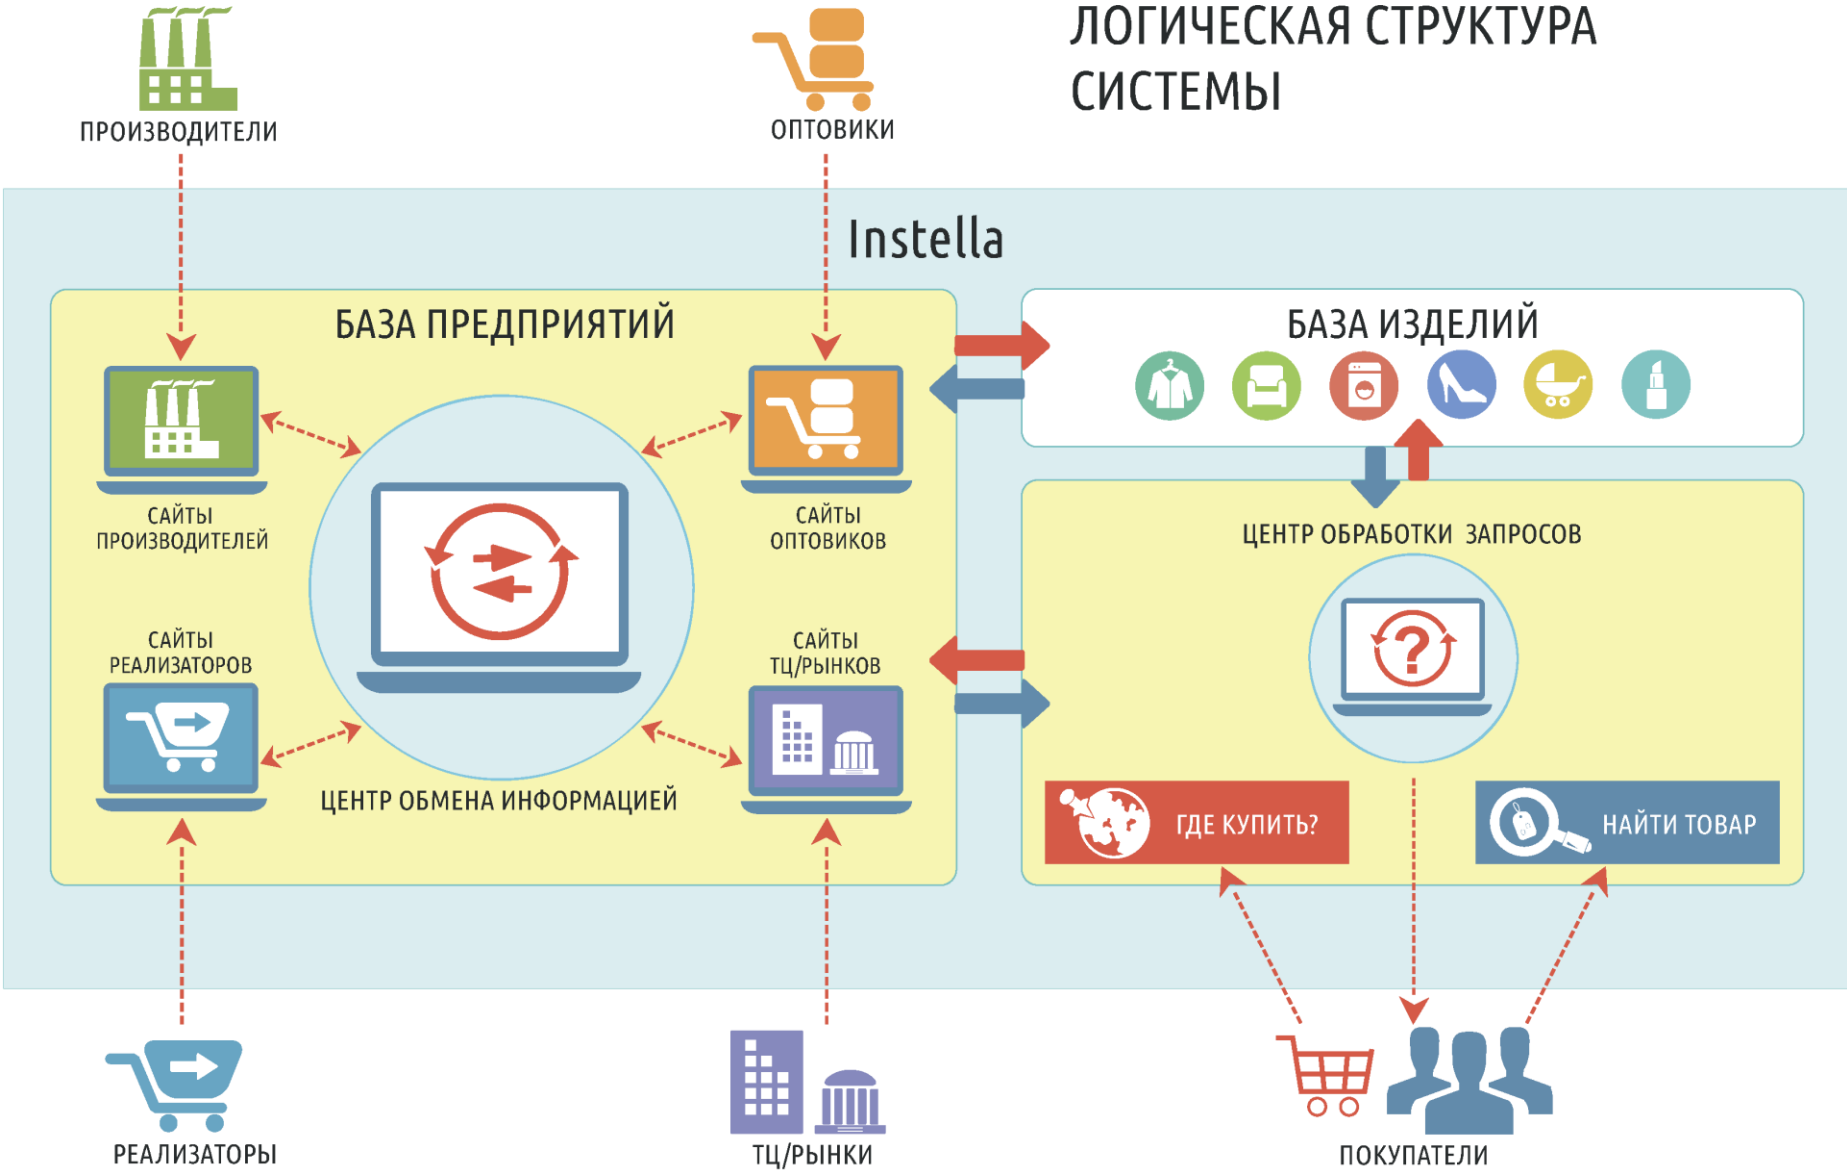 ЛОГИЧЕСКАЯ СТРУКТУРА
СИСТЕМЫ
ПРОИЗВОДИТЕЛИ
ОПТОВИКИ
Instella
БАЗА ПРЕДПРИЯТИЙ
САЙТЫ
ПРОИЗВОДИТЕЛЕЙ
САЙТЫ
ОПТОВИКОВ
САЙТЫ
РЕАЛИЗАТОРОВ
САЙТЫ
ТЦ/РЫНКОВ
ЦЕНТР ОБМЕНА ИНФОРМАЦИЕЙ
БАЗА ИЗДЕЛИЙ
ЦЕНТР ОБРАБОТКИ ЗАПРОСОВ
?
ГДЕ КУПИТЬ?
НАЙТИ ТОВАР
РЕАЛИЗАТОРЫ
ТЦ/РЫНКИ
ПОКУПАТЕЛИ